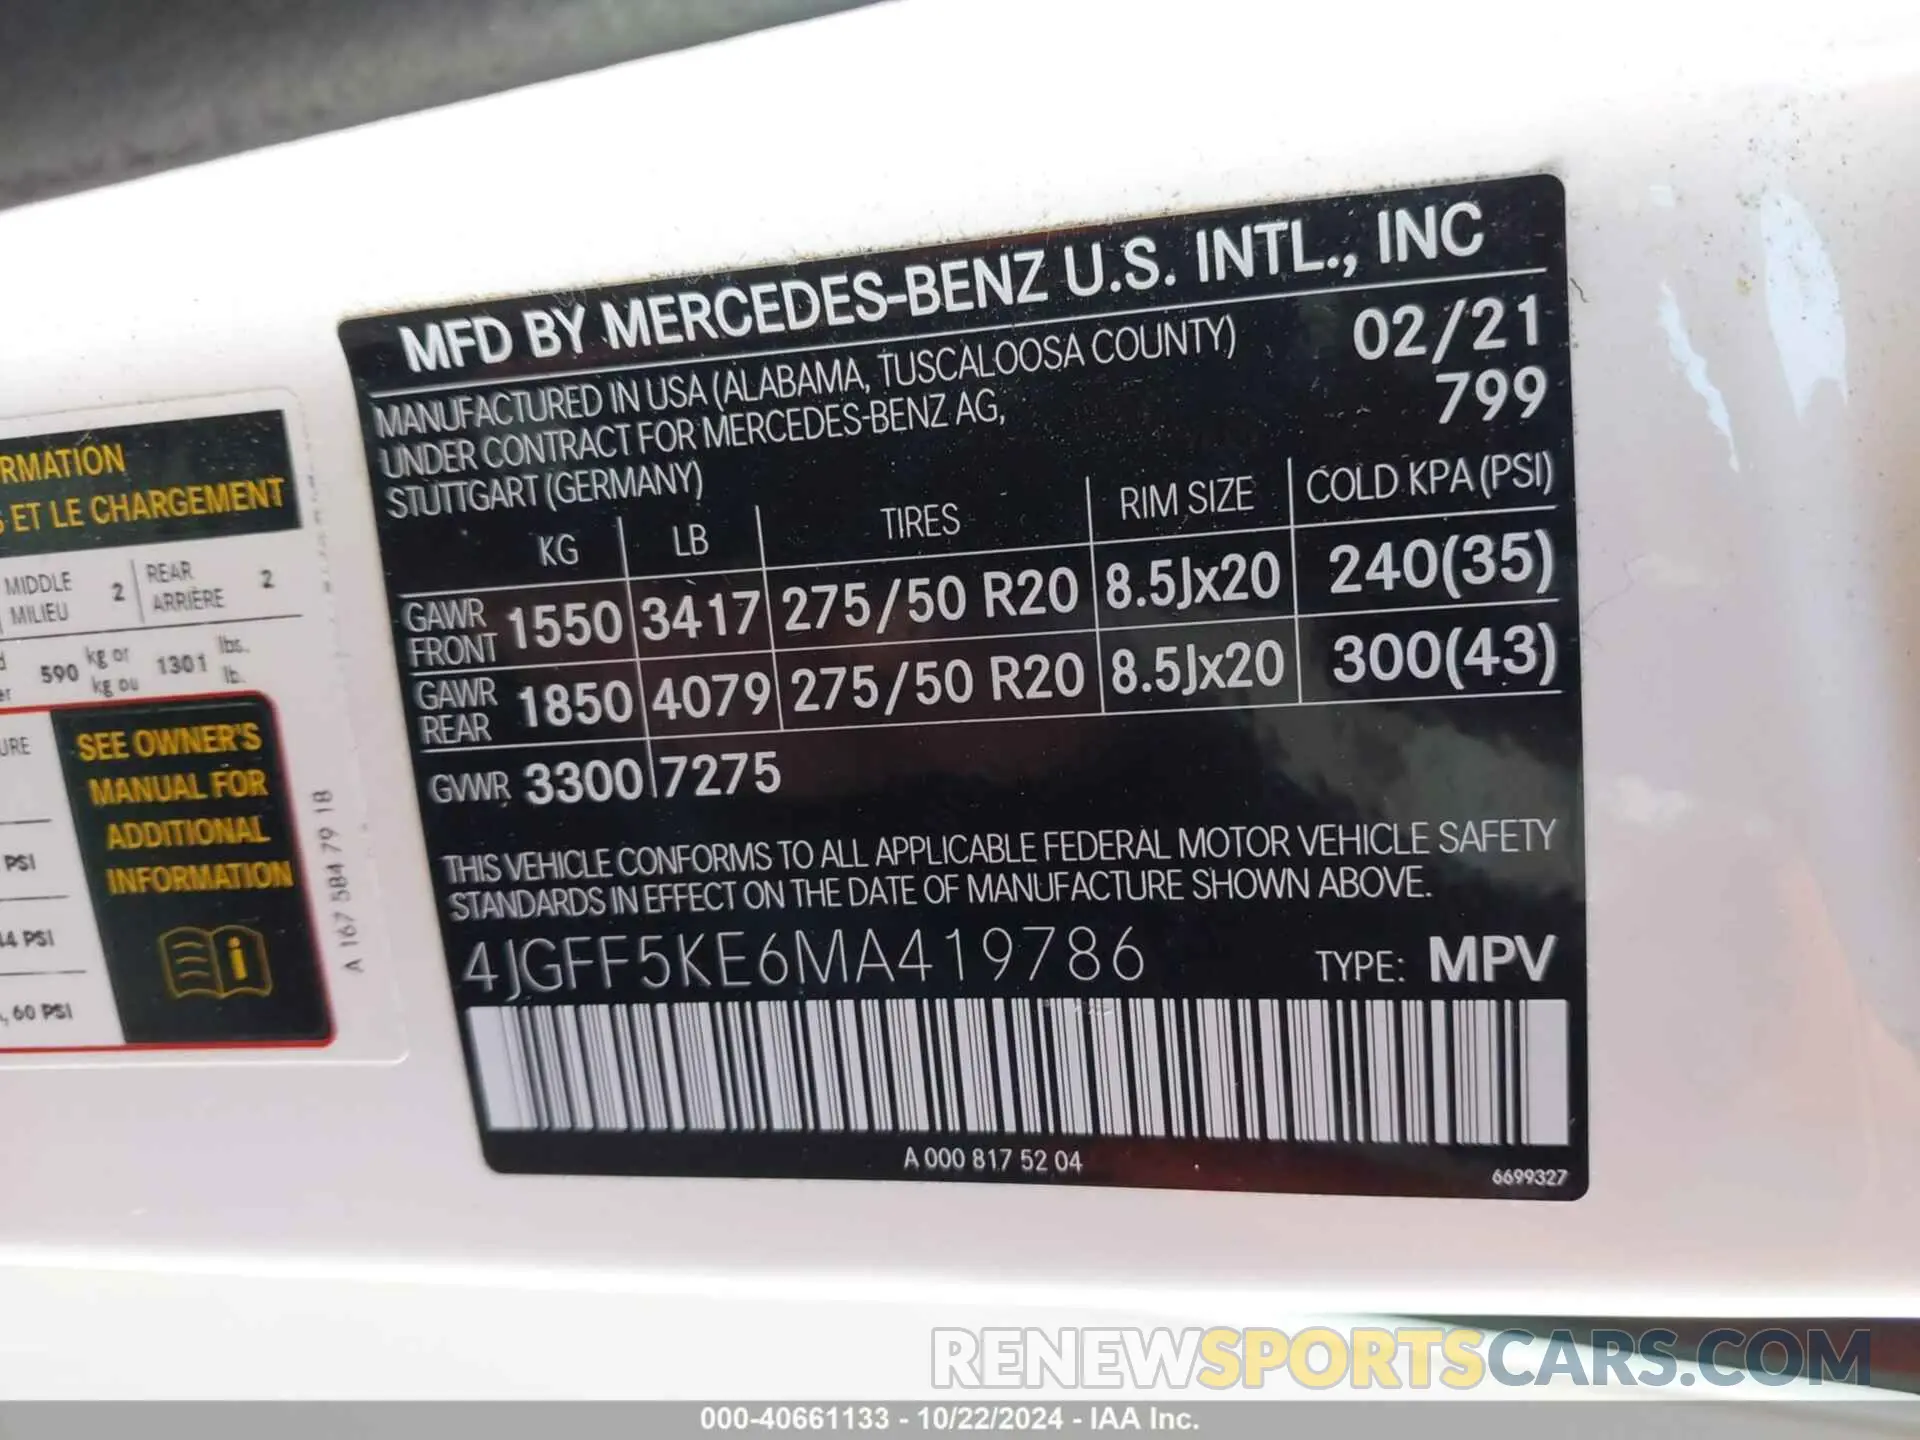 RMATION
S ET LE CHARGEMENT
MIDDLE 2 REAR 2
MILIEU ARRIÈRE
590 kg or 1301 lbs.
kg ou lb.
SEE OWNER'S
MANUAL FOR
ADDITIONAL
INFORMATION
URE
PSI
44 PSI
, 60 PSI
A 167 584 79 18
MFD BY MERCEDES-BENZ U.S. INTL., INC
MANUFACTURED IN USA (ALABAMA, TUSCALOOSA COUNTY) 02/21
UNDER CONTRACT FOR MERCEDES-BENZ AG, 799
STUTTGART (GERMANY)
KG LB TIRES RIM SIZE COLD KPA (PSI)
GAWR FRONT 1550 3417 275/50 R20 8.5Jx20 240(35)
GAWR REAR 1850 4079 275/50 R20 8.5Jx20 300(43)
GVWR 3300 7275
THIS VEHICLE CONFORMS TO ALL APPLICABLE FEDERAL MOTOR VEHICLE SAFETY
STANDARDS IN EFFECT ON THE DATE OF MANUFACTURE SHOWN ABOVE.
4JGFF5KE6MA419786 TYPE: MPV
A 000 817 52 04
6699327
RENEWSPORTSCARS.COM
000-40661133 - 10/22/2024 - IAA Inc.